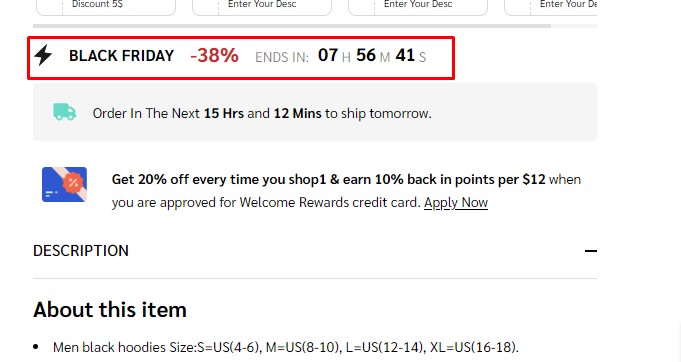 Discount 5$ Enter Your Desc Enter Your Desc Enter Your De
BLACK FRIDAY -38% ENDS IN: 07 H 56 M 41 S
Order In The Next 15 Hrs and 12 Mins to ship tomorrow.
Get 20% off every time you shop1 & earn 10% back in points per $12 when
you are approved for Welcome Rewards credit card. Apply Now
DESCRIPTION
About this item
Men black hoodies Size:S=US(4-6), M=US(8-10), L=US(12-14), XL=US(16-18).